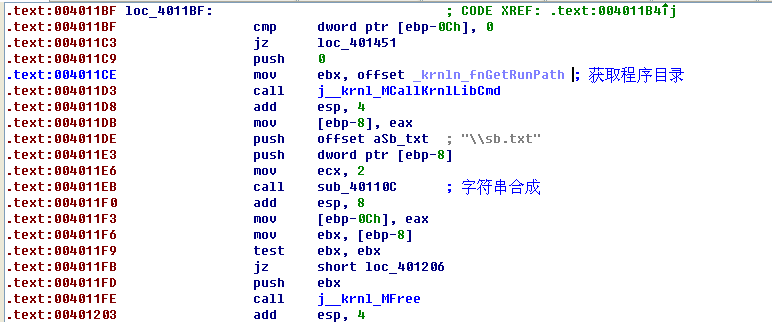 .text:004011BF loc_4011BF: ; CODE XREF: .text:004011B4↑j
.text:004011BF cmp dword ptr [ebp-0Ch], 0
.text:004011C3 jz loc_401451
.text:004011C9 push 0
.text:004011CE mov ebx, offset _krnln_fnGetRunPath ; 获取程序目录
.text:004011D3 call j__krnl_MCallKrnlLibCmd
.text:004011D8 add esp, 4
.text:004011DB mov [ebp-8], eax
.text:004011DE push offset aSb_txt ; "\\sb.txt"
.text:004011E3 push dword ptr [ebp-8]
.text:004011E6 mov ecx, 2
.text:004011EB call sub_40110C ; 字符串合成
.text:004011F0 add esp, 8
.text:004011F3 mov [ebp-0Ch], eax
.text:004011F6 mov ebx, [ebp-8]
.text:004011F9 test ebx, ebx
.text:004011FB jz short loc_401206
.text:004011FD push ebx
.text:004011FE call j__krnl_MFree
.text:00401203 add esp, 4